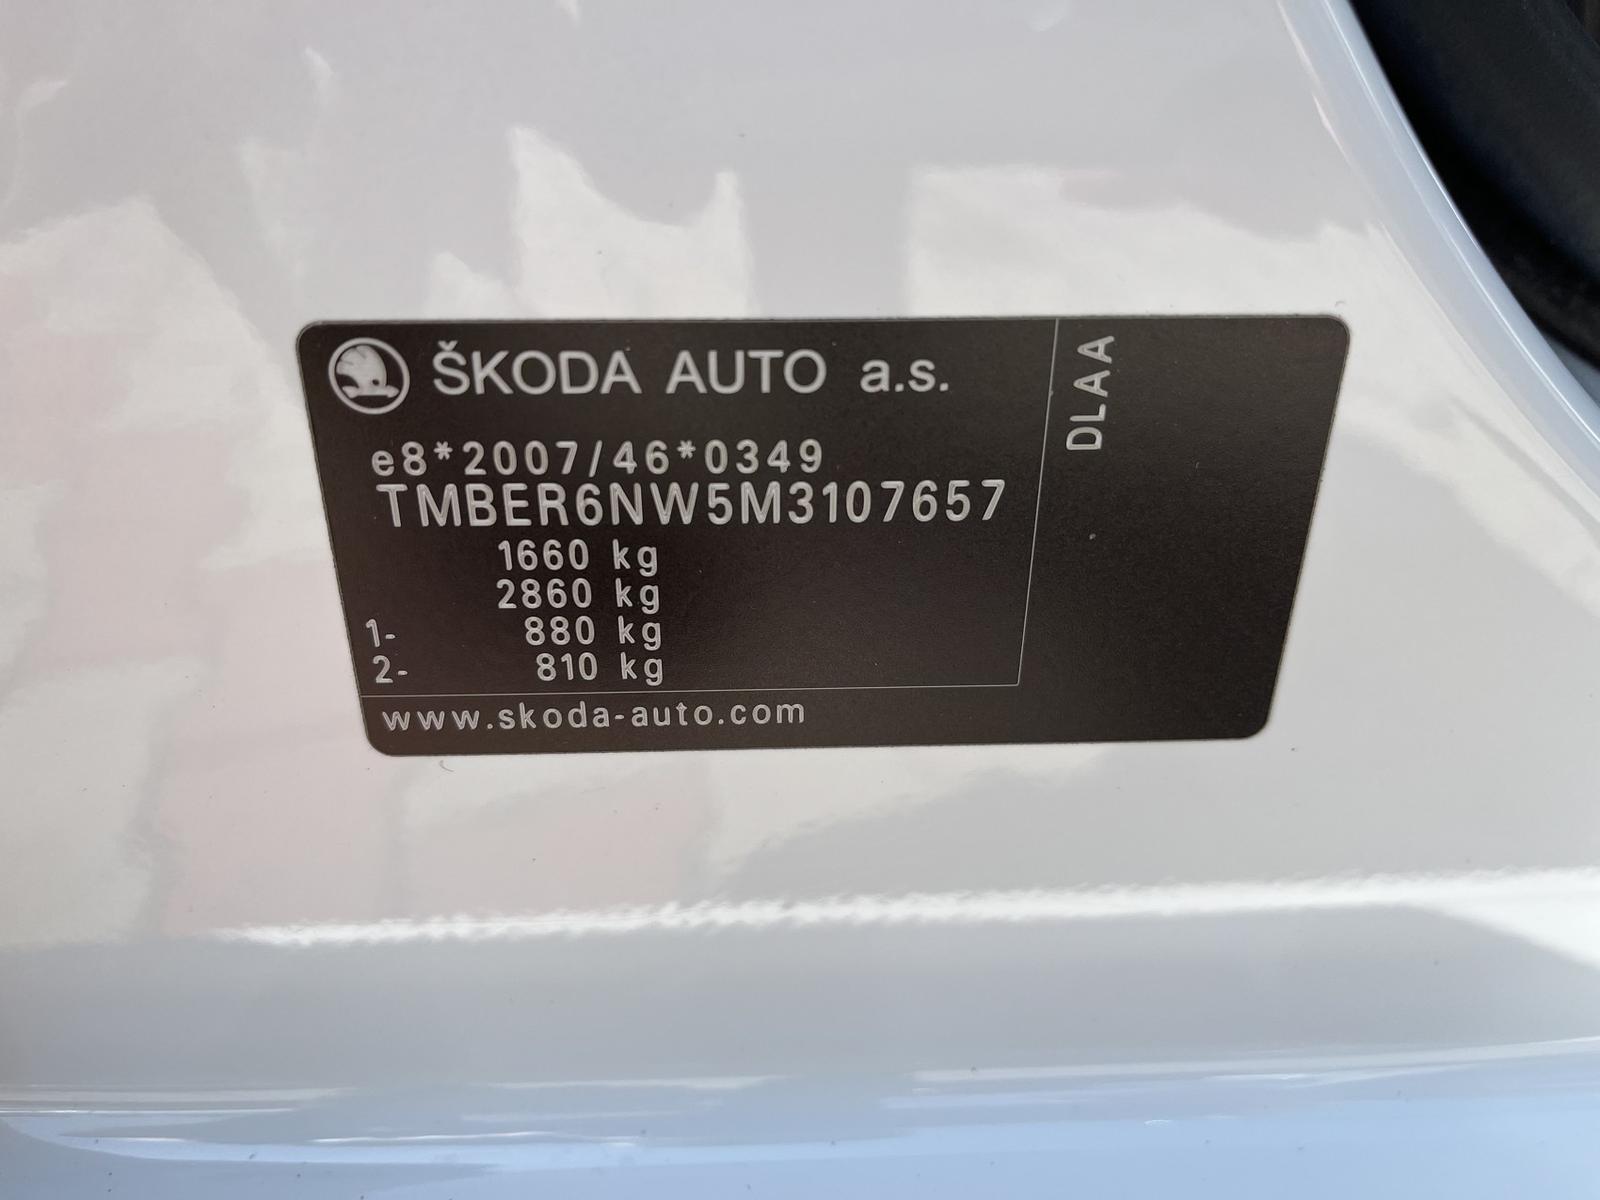 ŠKODA AUTO a.s.
e8*2007/46*0349
TMBER6NW5M3107657
1660 kg
2860 kg
1- 880 kg
2- 810 kg
www.skoda-auto.com
DLAA